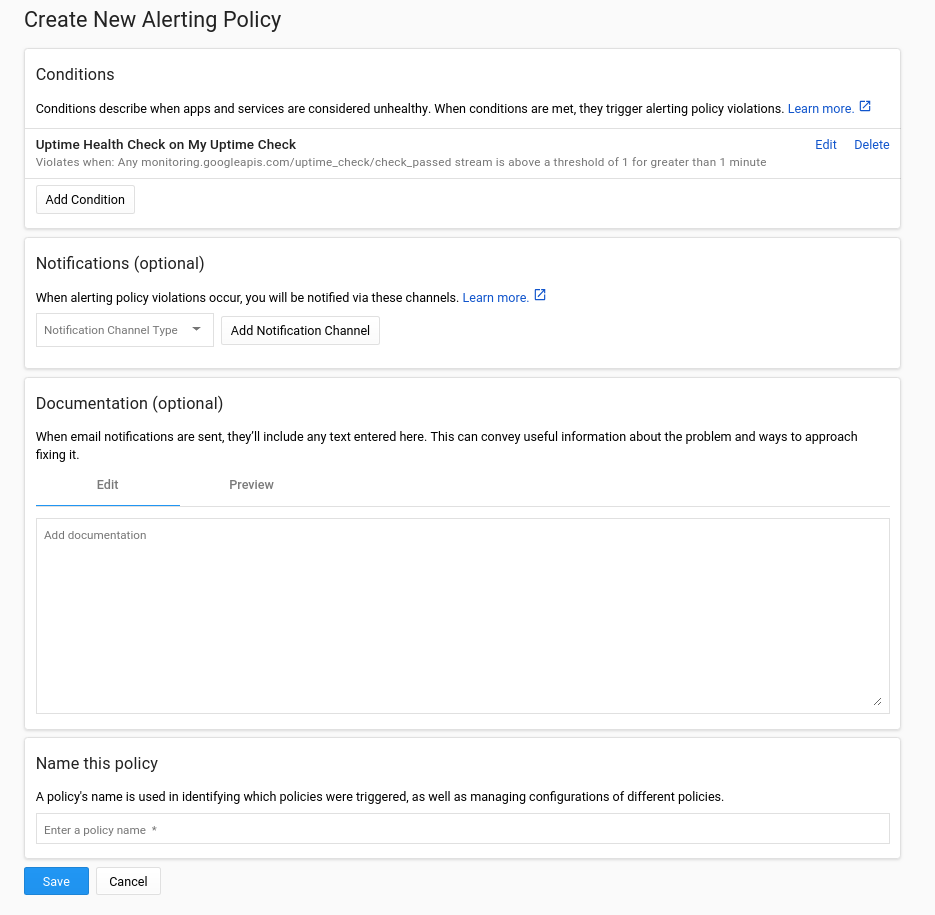 Create New Alerting Policy
Conditions
Conditions describe when apps and services are considered unhealthy. When conditions are met, they trigger alerting policy violations. Learn more.
Uptime Health Check on My Uptime Check
Edit
Delete
Violates when: Any monitoring.googleapis.com/uptime_check/check_passed stream is above a threshold of 1 for greater than 1 minute
Add Condition
Notifications (optional)
When alerting policy violations occur, you will be notified via these channels. Learn more.
Notification Channel Type
Add Notification Channel
Documentation (optional)
When email notifications are sent, they’ll include any text entered here. This can convey useful information about the problem and ways to approach
fixing it.
Edit
Preview
Add documentation
Name this policy
A policy's name is used in identifying which policies were triggered, as well as managing configurations of different policies.
Enter a policy name *
Save
Cancel